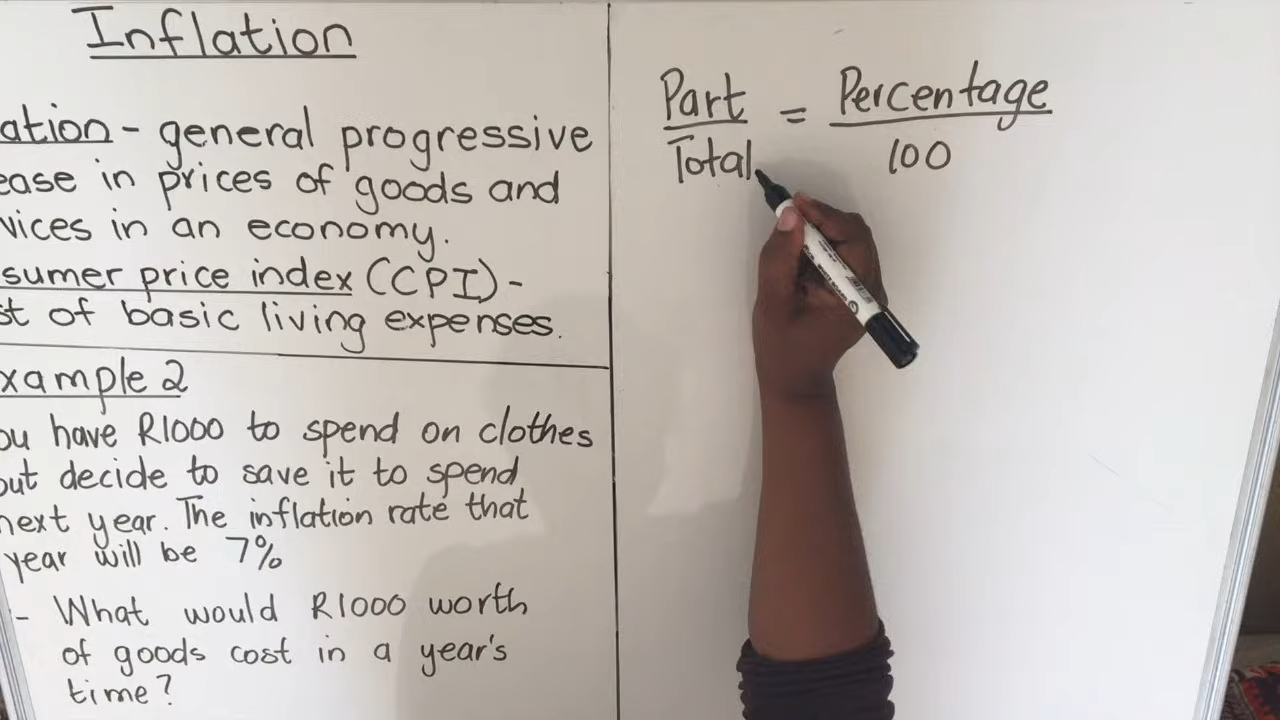 Inflation
ation - general progressive
ease in prices of goods and
vices in an economy.
sumer price index (CPI) -
st of basic living expenses.
xample 2
ou have R1000 to spend on clothes
out decide to save it to spend
next year. The inflation rate that
year will be 7%
- What would R1000 worth
of goods cost in a year's
time?
Part = Percentage
Total 100